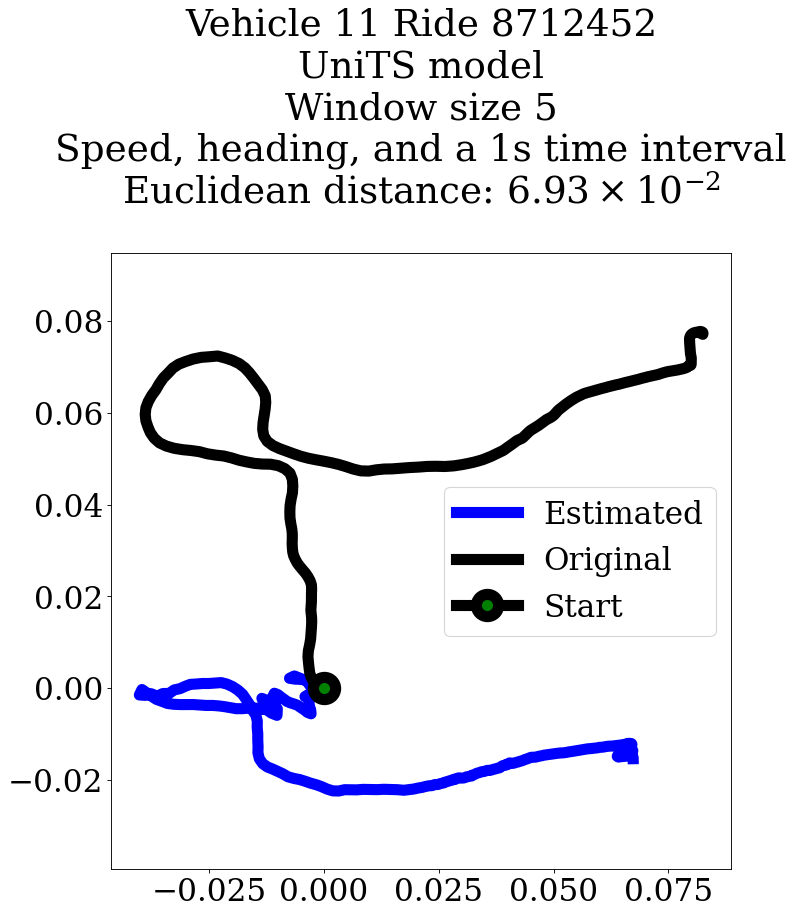 Vehicle 11 Ride 8712452
UniTS model
Window size 5
Speed, heading, and a 1s time interval
Euclidean distance: 6.93 × 10⁻²
0.08
0.06
0.04
0.02
0.00
−0.02
Estimated
Original
Start
−0.025 0.000 0.025 0.050 0.075